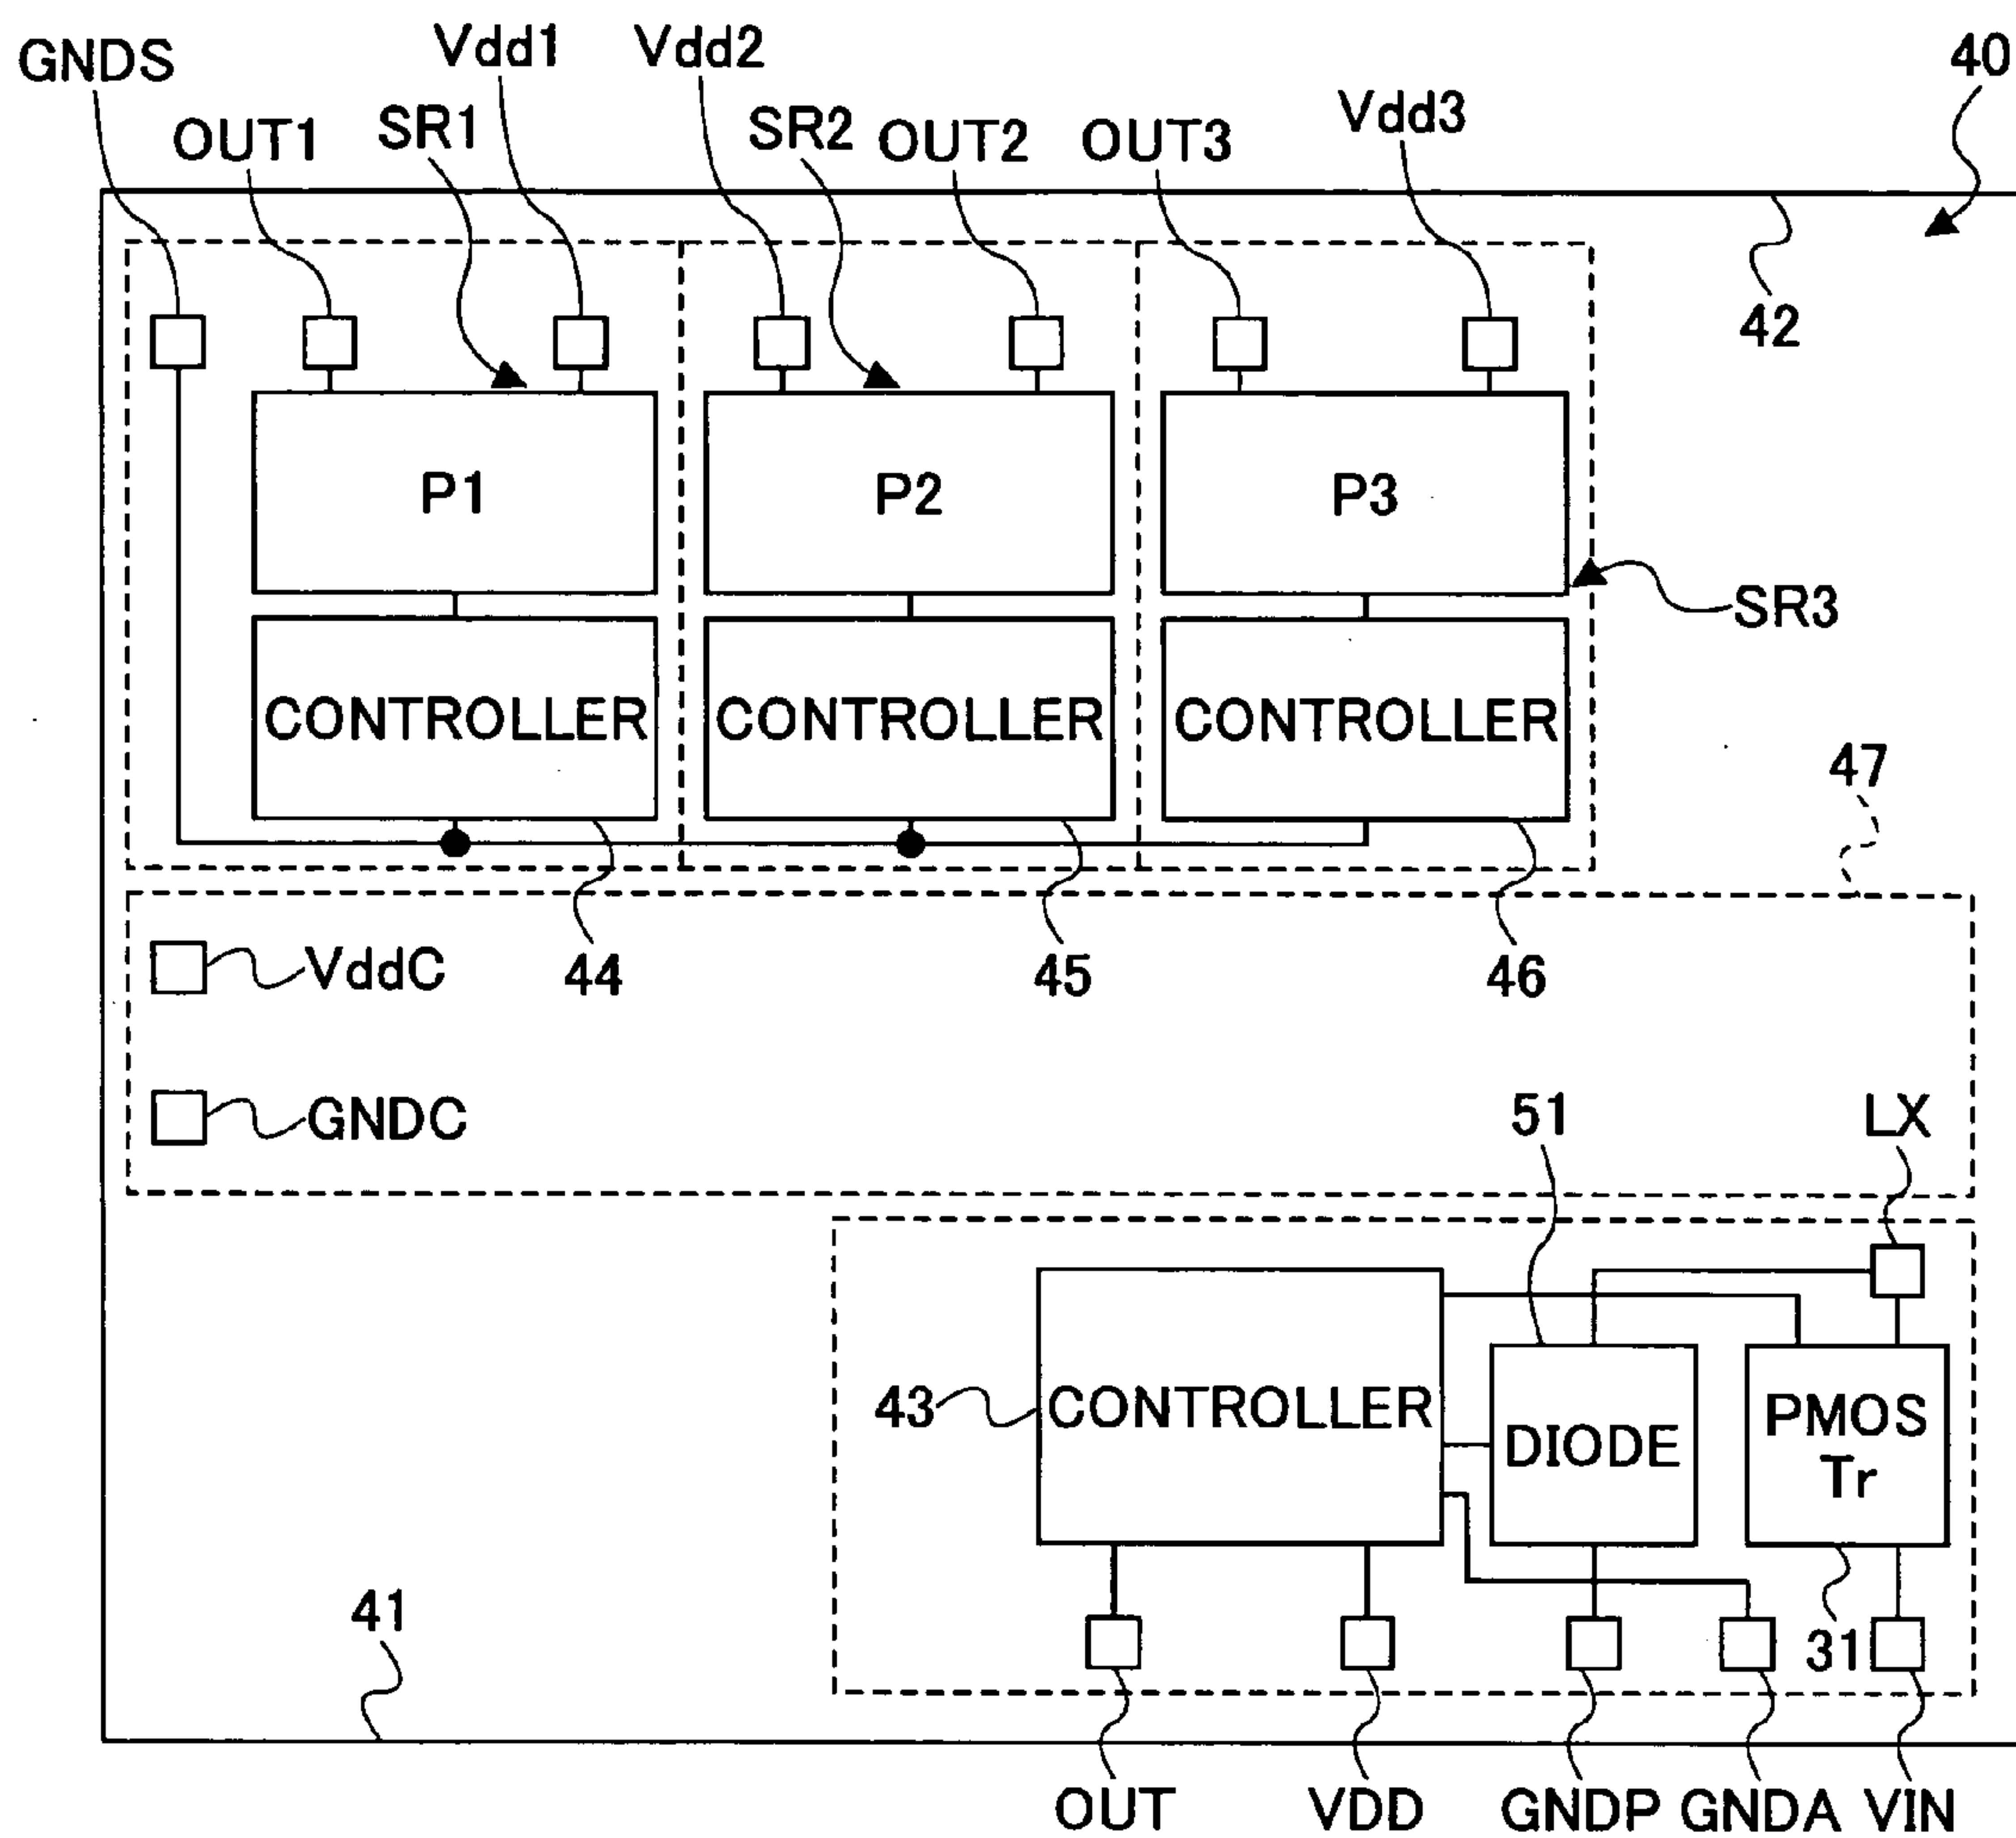 GNDS
Vdd1
Vdd2
40
OUT1
SR1
SR2
OUT2
OUT3
Vdd3
42
P1
P2
P3
SR3
CONTROLLER
CONTROLLER
CONTROLLER
47
VddC
44
45
46
GNDC
51
LX
43
CONTROLLER
DIODE
PMOS
Tr
41
31
OUT
VDD
GNDP
GNDA
VIN